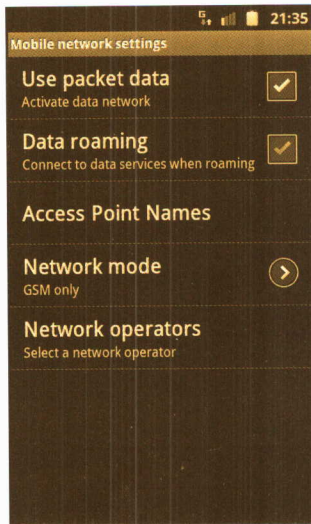 G 21:35
Mobile network settings
Use packet data
Activate data network
Data roaming
Connect to data services when roaming
Access Point Names
Network mode
GSM only
Network operators
Select a network operator